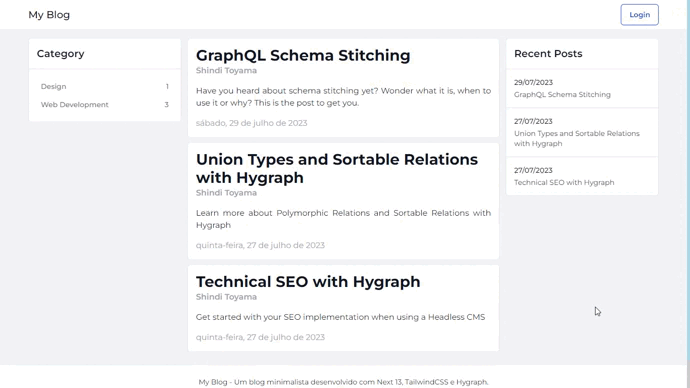 My Blog
Login
Category
Design 1
Web Development 3
GraphQL Schema Stitching
Shindi Toyama
Have you heard about schema stitching yet? Wonder what it is, when to
use it or why? This is the post to get you.
sábado, 29 de julho de 2023
Union Types and Sortable Relations
with Hygraph
Shindi Toyama
Learn more about Polymorphic Relations and Sortable Relations with
Hygraph
quinta-feira, 27 de julho de 2023
Technical SEO with Hygraph
Shindi Toyama
Get started with your SEO implementation when using a Headless CMS
quinta-feira, 27 de julho de 2023
Recent Posts
29/07/2023
GraphQL Schema Stitching
27/07/2023
Union Types and Sortable Relations
with Hygraph
27/07/2023
Technical SEO with Hygraph
My Blog - Um blog minimalista desenvolvido com Next 13, TailwindCSS e Hygraph.